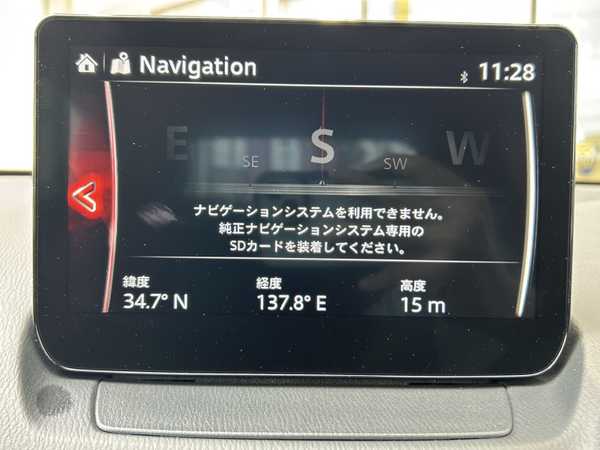 Navigation
11:28
E SE S SW W
ナビゲーションシステムを利用できません。
純正ナビゲーションシステム専用の
SDカードを装着してください。
緯度 経度 高度
34.7° N 137.8° E 15 m